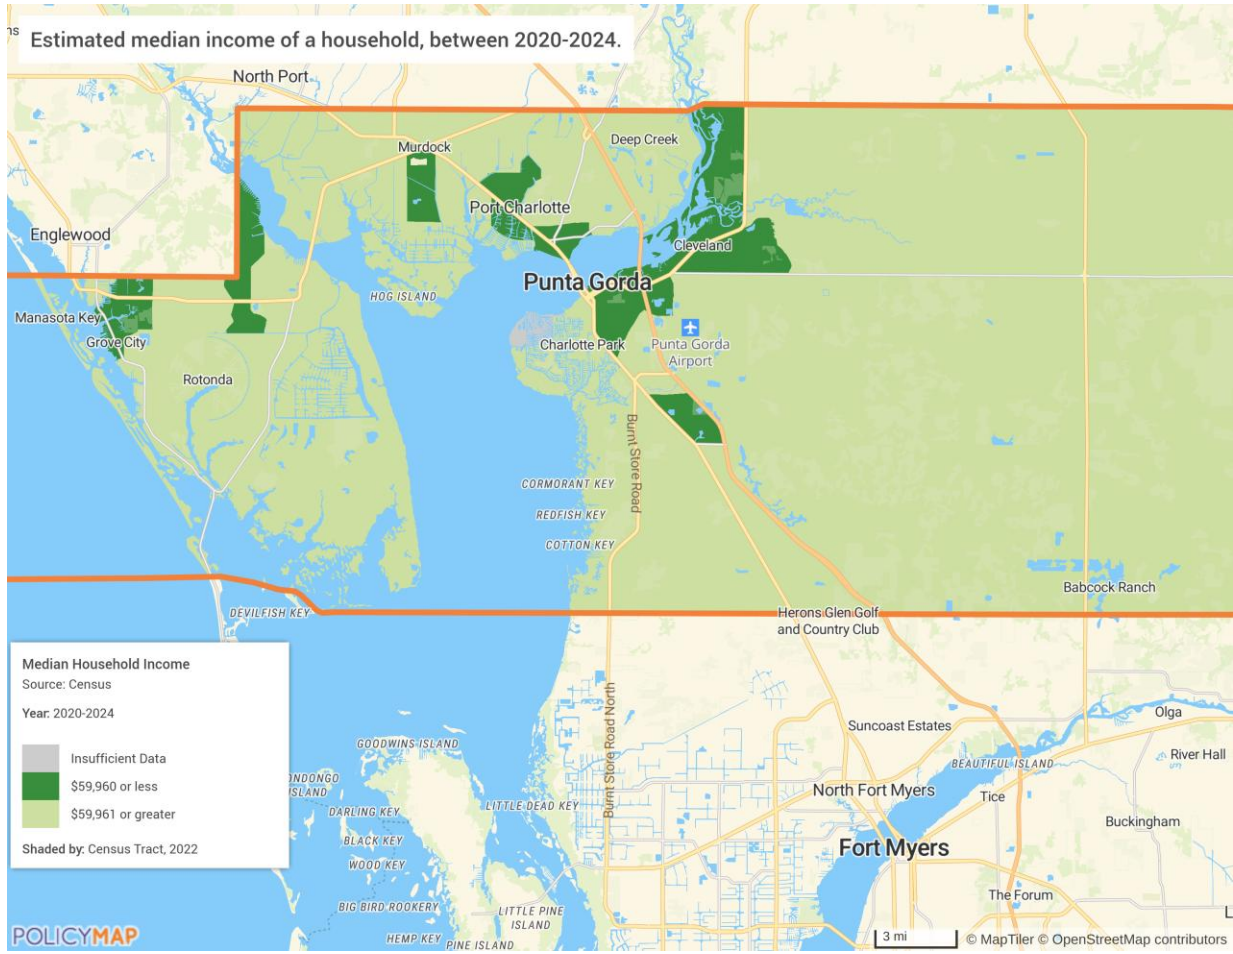 Estimated median income of a household, between 2020-2024.
ns
North Port
Murdock
Deep Creek
Port Charlotte
Englewood
Cleveland
Punta Gorda
HOG ISLAND
Manasota Key
Grove City
Charlotte Park
Punta Gorda
Airport
Rotonda
Burnt Store Road
CORMORANT KEY
REDFISH KEY
COTTON KEY
Babcock Ranch
DEVILFISH KEY
Herons Glen Golf
and Country Club
Median Household Income
Source: Census
Year: 2020-2024
Insufficient Data
$59,960 or less
$59,961 or greater
Shaded by: Census Tract, 2022
Burnt Store Road North
Olga
Suncoast Estates
GOODWINS ISLAND
River Hall
BEAUTIFUL ISLAND
ONDONGO
ISLAND
North Fort Myers
Tice
LITTLE DEAD KEY
DARLING KEY
Buckingham
BLACK KEY
Fort Myers
WOOD KEY
The Forum
BIG BIRD ROOKERY
LITTLE PINE
ISLAND
L
POLICYMAP
HEMP KEY
PINE ISLAND
3 mi
© MapTiler © OpenStreetMap contributors